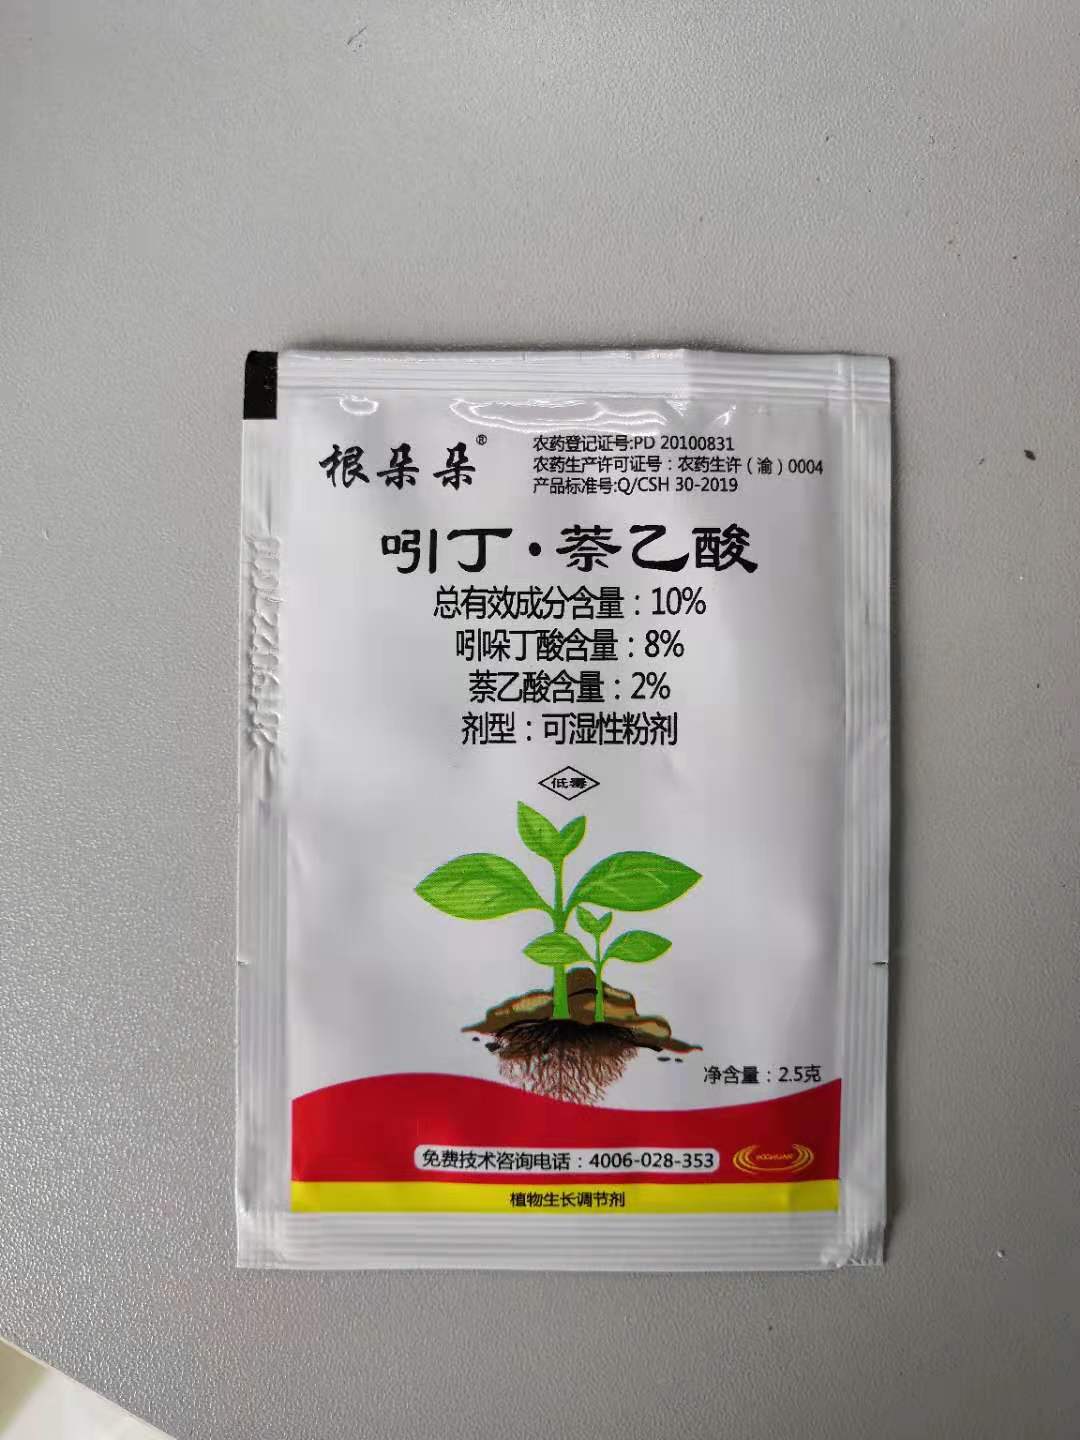 根朵朵®
农药登记证号:PD 20100831
农药生产许可证号：农药生许（渝）0004
产品标准号:Q/CSH 30-2019
吲丁·萘乙酸
总有效成分含量：10%
吲哚丁酸含量：8%
萘乙酸含量：2%
剂型：可湿性粉剂
低毒
净含量：2.5克
免费技术咨询电话：4006-028-353
植物生长调节剂